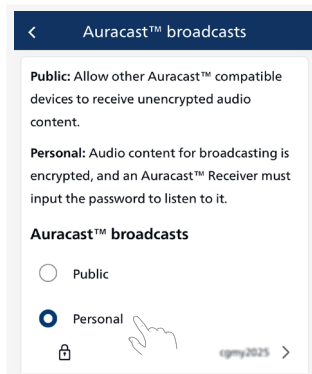 Auracast™ broadcasts
Public: Allow other Auracast™ compatible
devices to receive unencrypted audio
content.
Personal: Audio content for broadcasting is
encrypted, and an Auracast™ Receiver must
input the password to listen to it.
Auracast™ broadcasts
Public
Personal